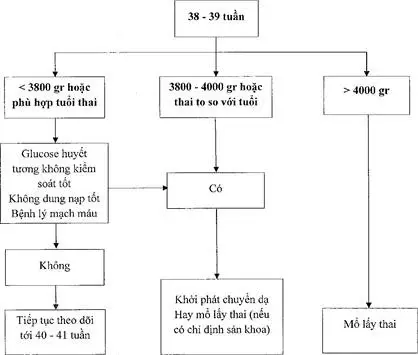 38 - 39 tuần
< 3800 gr hoặc
phù hợp tuổi thai
3800 - 4000 gr hoặc
thai to so với tuổi
> 4000 gr
Glucose huyết
tương không kiểm
soát tốt
Không dung nạp tốt
Bệnh lý mạch máu
Có
Không
Tiếp tục theo dõi
tới 40 - 41 tuần
Khởi phát chuyển dạ
Hay mổ lấy thai (nếu
có chỉ định sản khoa)
Mổ lấy thai